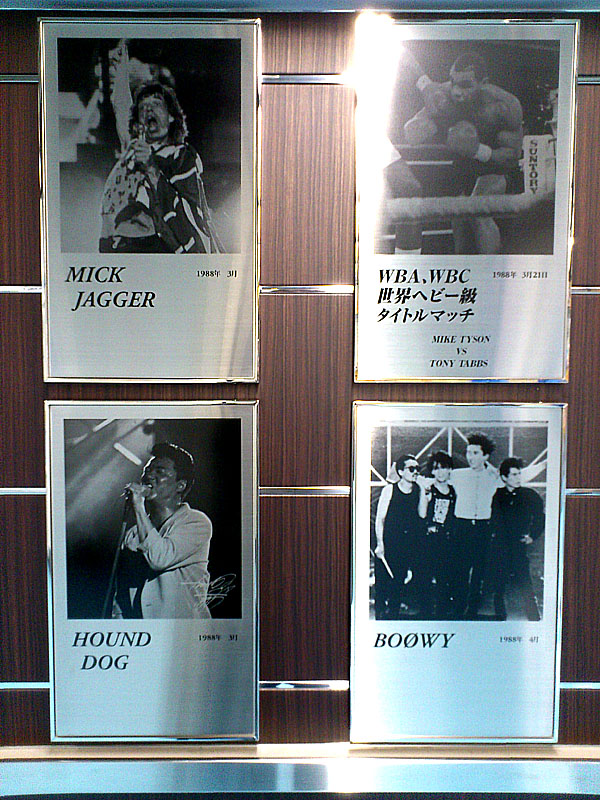 MICK
JAGGER
1988年 3月
SUNTORY
WBA、WBC
世界ヘビー級
タイトルマッチ
1988年 3月21日
MIKE TYSON
VS
TONY TABBS
HOUND
DOG
1988年 3月
BOØWY
1988年 4月